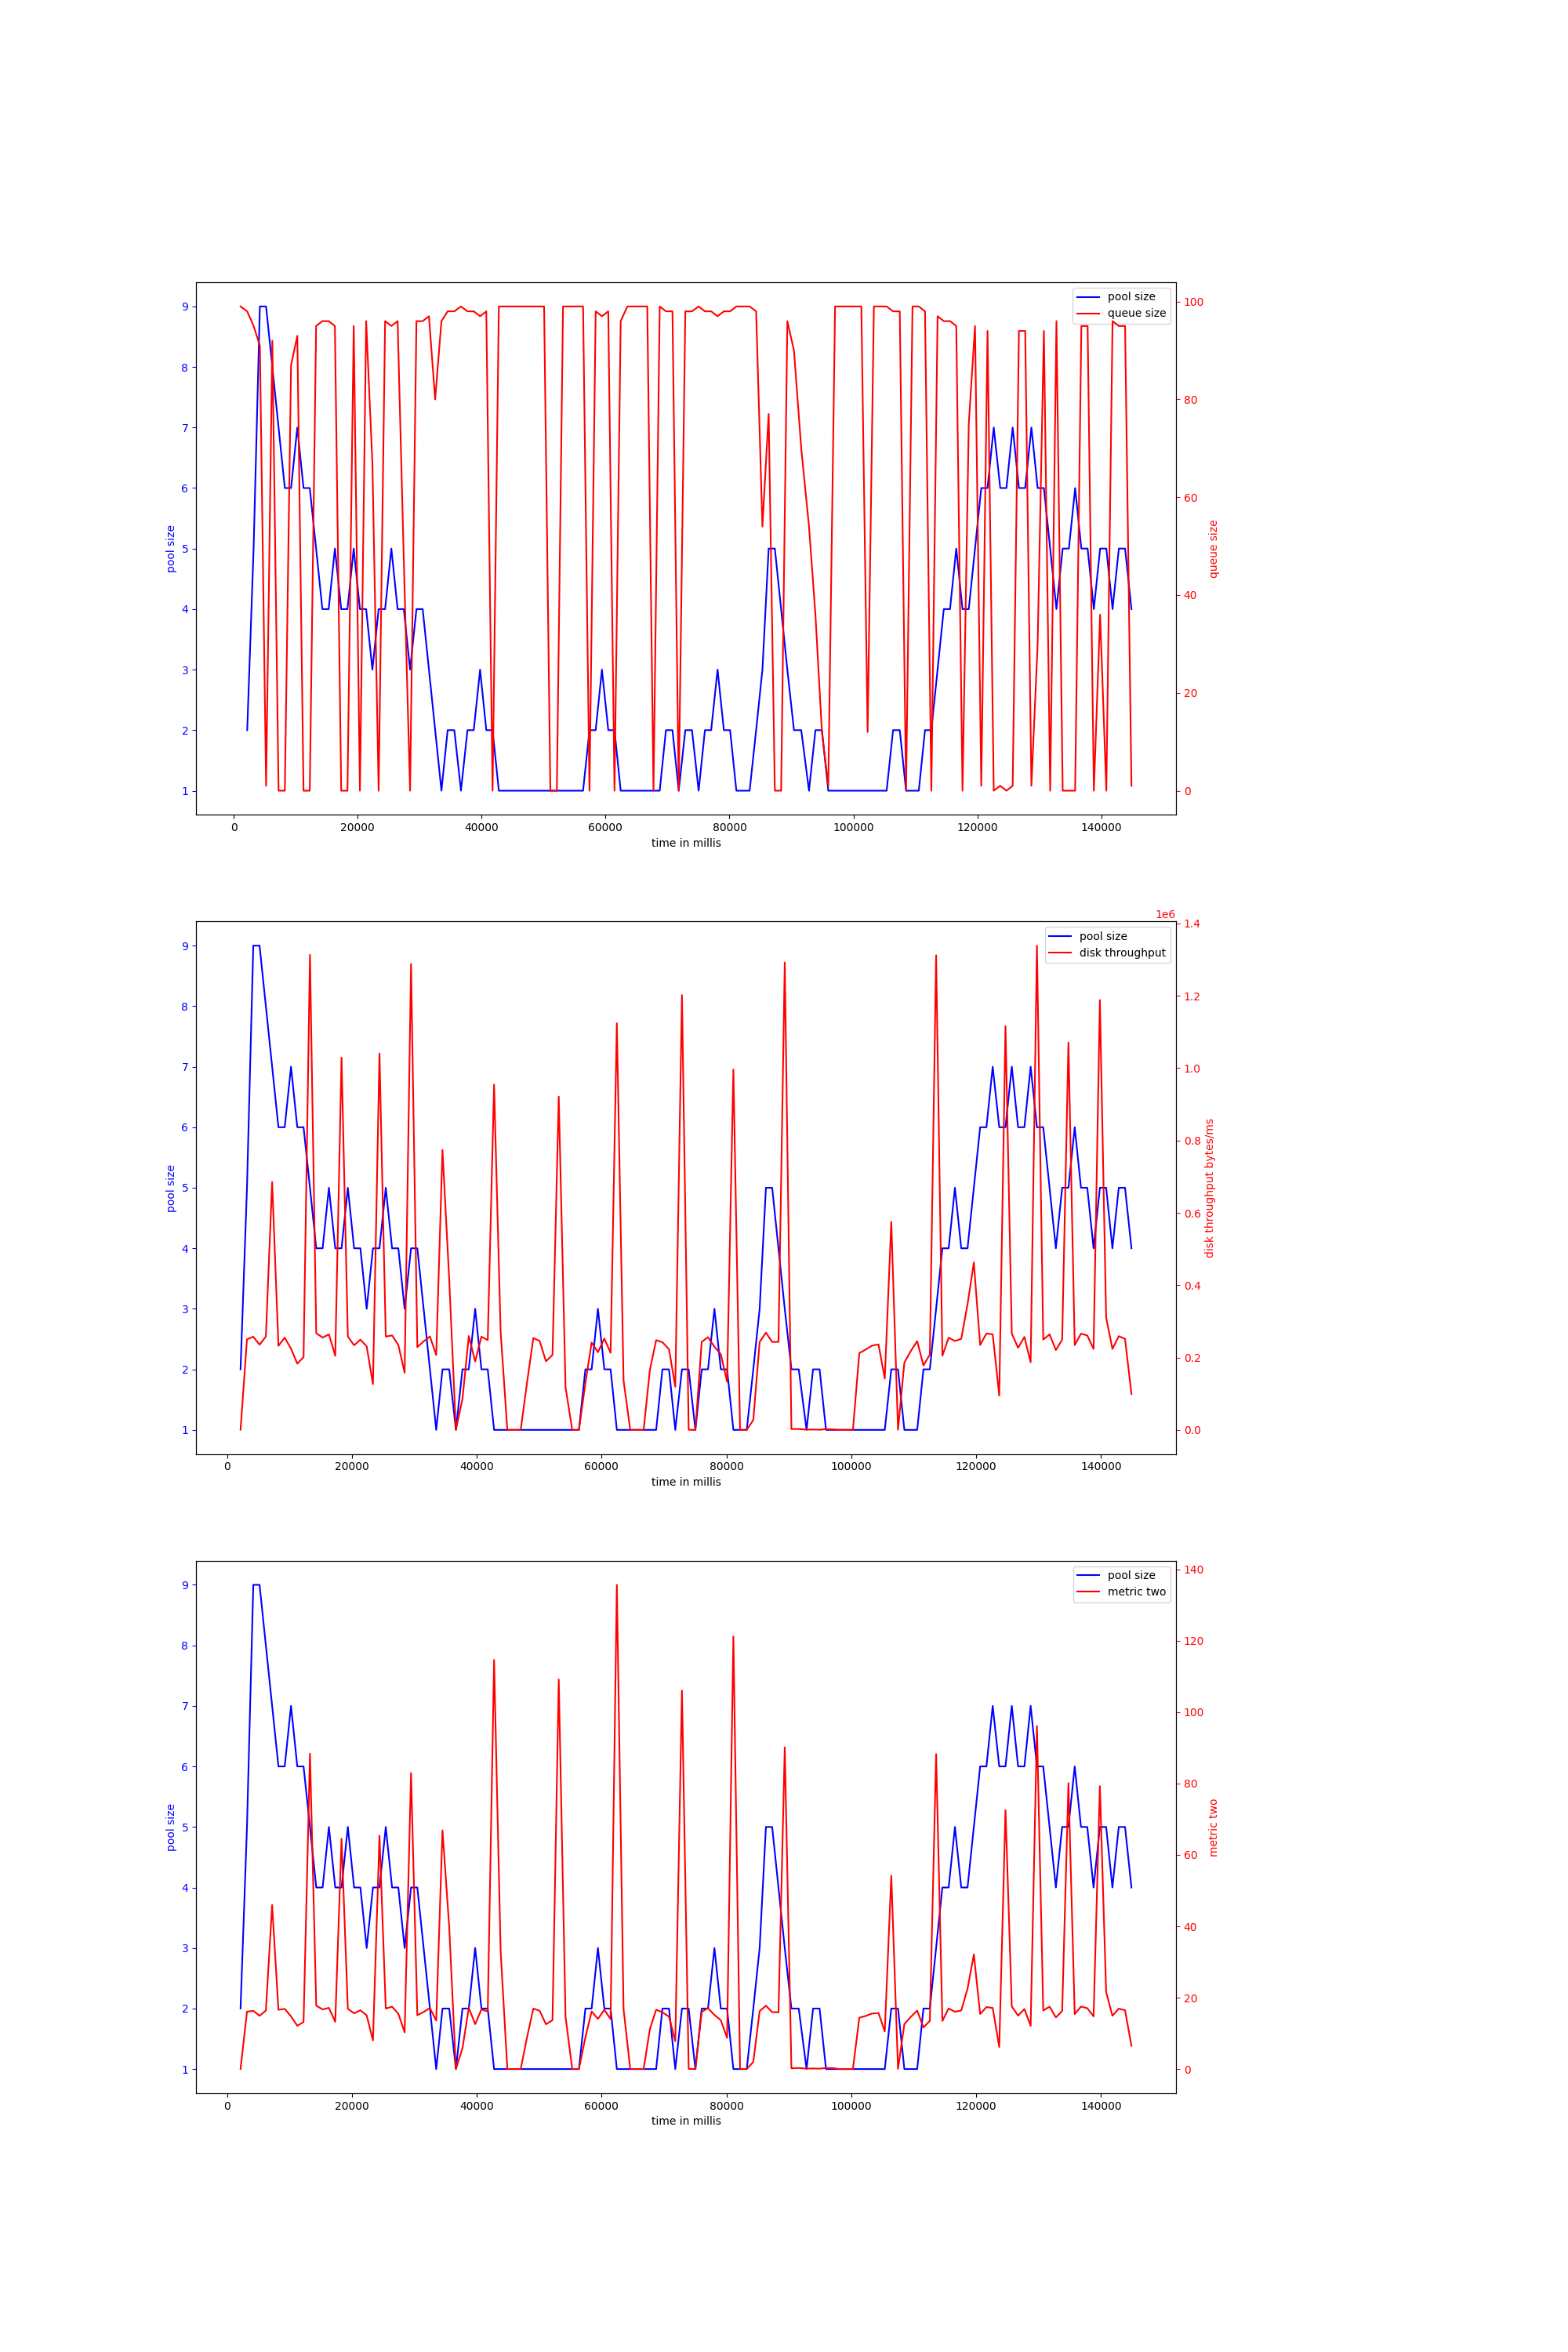 pool size
queue size
9
8
7
6
5
4
3
2
1
pool size
100
80
60
40
20
0
queue size
0 20000 40000 60000 80000 100000 120000 140000
time in millis
1e6
pool size
disk throughput
9
8
7
6
5
4
3
2
1
pool size
1.4
1.2
1.0
0.8
0.6
0.4
0.2
0.0
disk throughput bytes/ms
0 20000 40000 60000 80000 100000 120000 140000
time in millis
pool size
metric two
9
8
7
6
5
4
3
2
1
pool size
140
120
100
80
60
40
20
0
metric two
0 20000 40000 60000 80000 100000 120000 140000
time in millis